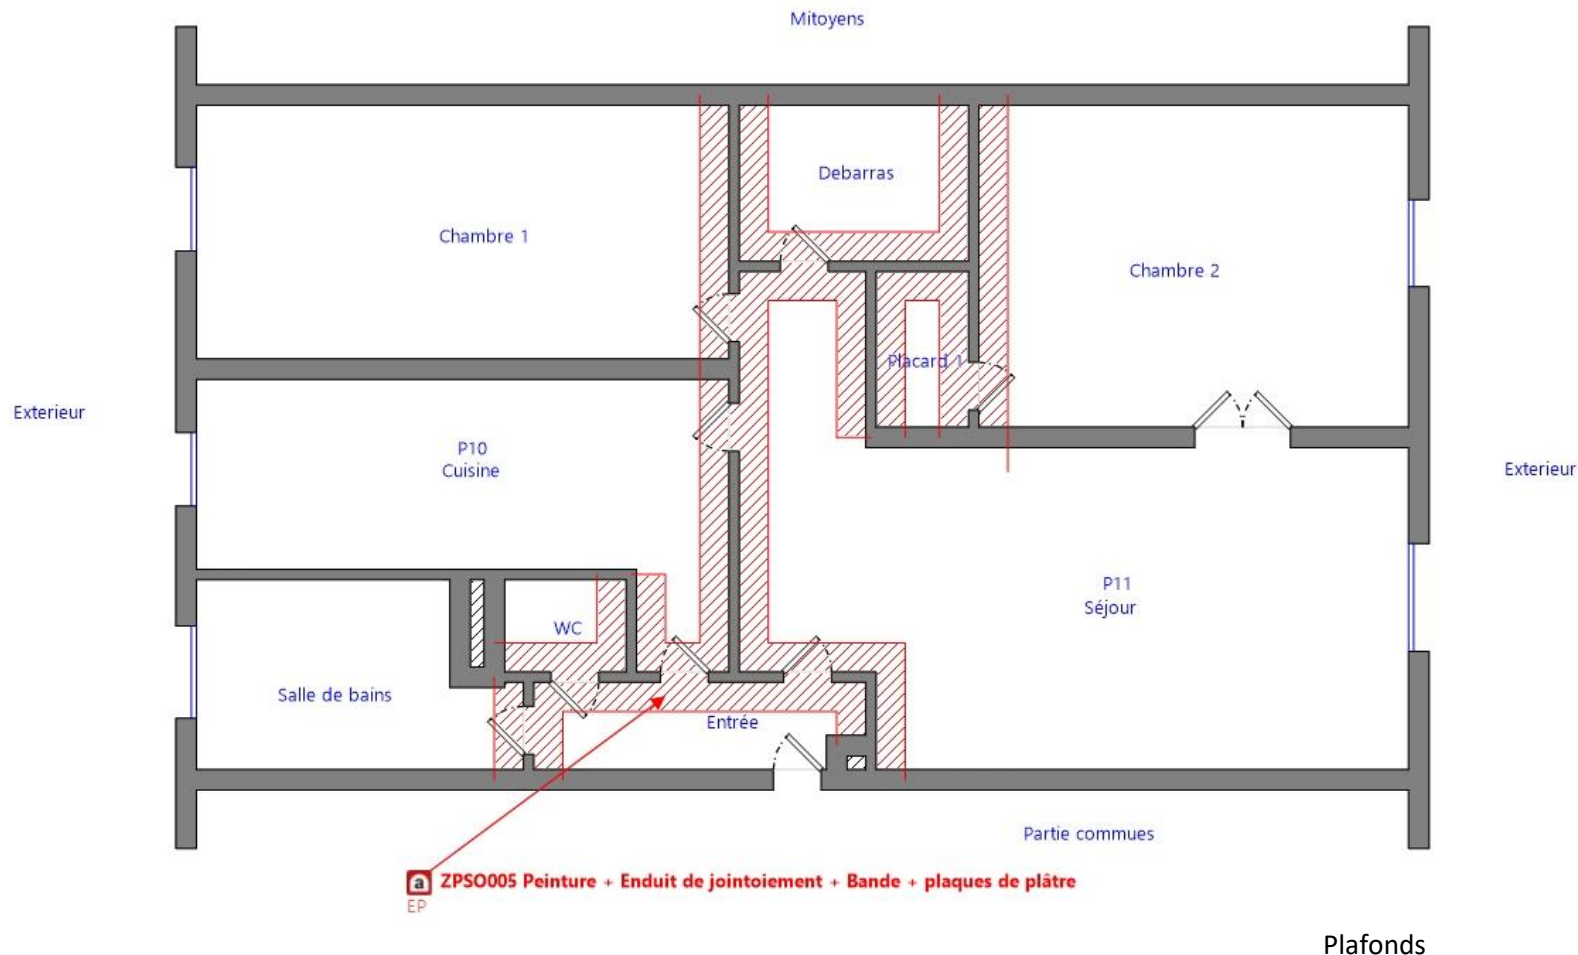 Mitoyens
Debarras
Chambre 1
Chambre 2
Placard 1
Exterieur
P10
Cuisine
Exterieur
P11
Séjour
WC
Salle de bains
Entrée
Partie commues
a ZPSO005 Peinture + Enduit de jointoiement + Bande + plaques de plâtre
EP
Plafonds